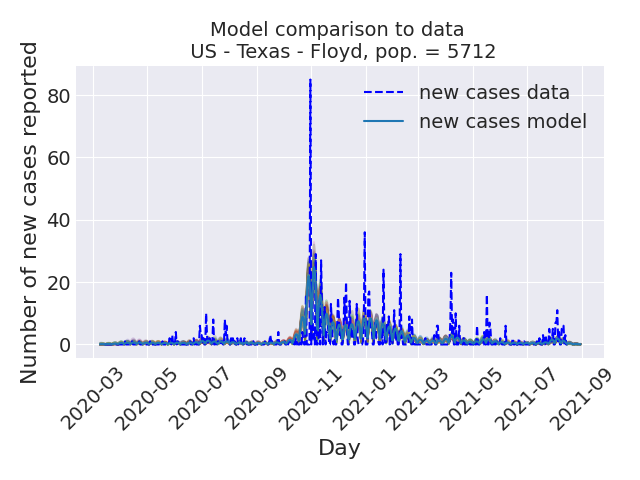 Model comparison to data
US - Texas - Floyd, pop. = 5712
Number of new cases reported
80
60
40
20
0
new cases data
new cases model
2020-03
2020-05
2020-07
2020-09
2020-11
2021-01
2021-03
2021-05
2021-07
2021-09
Day